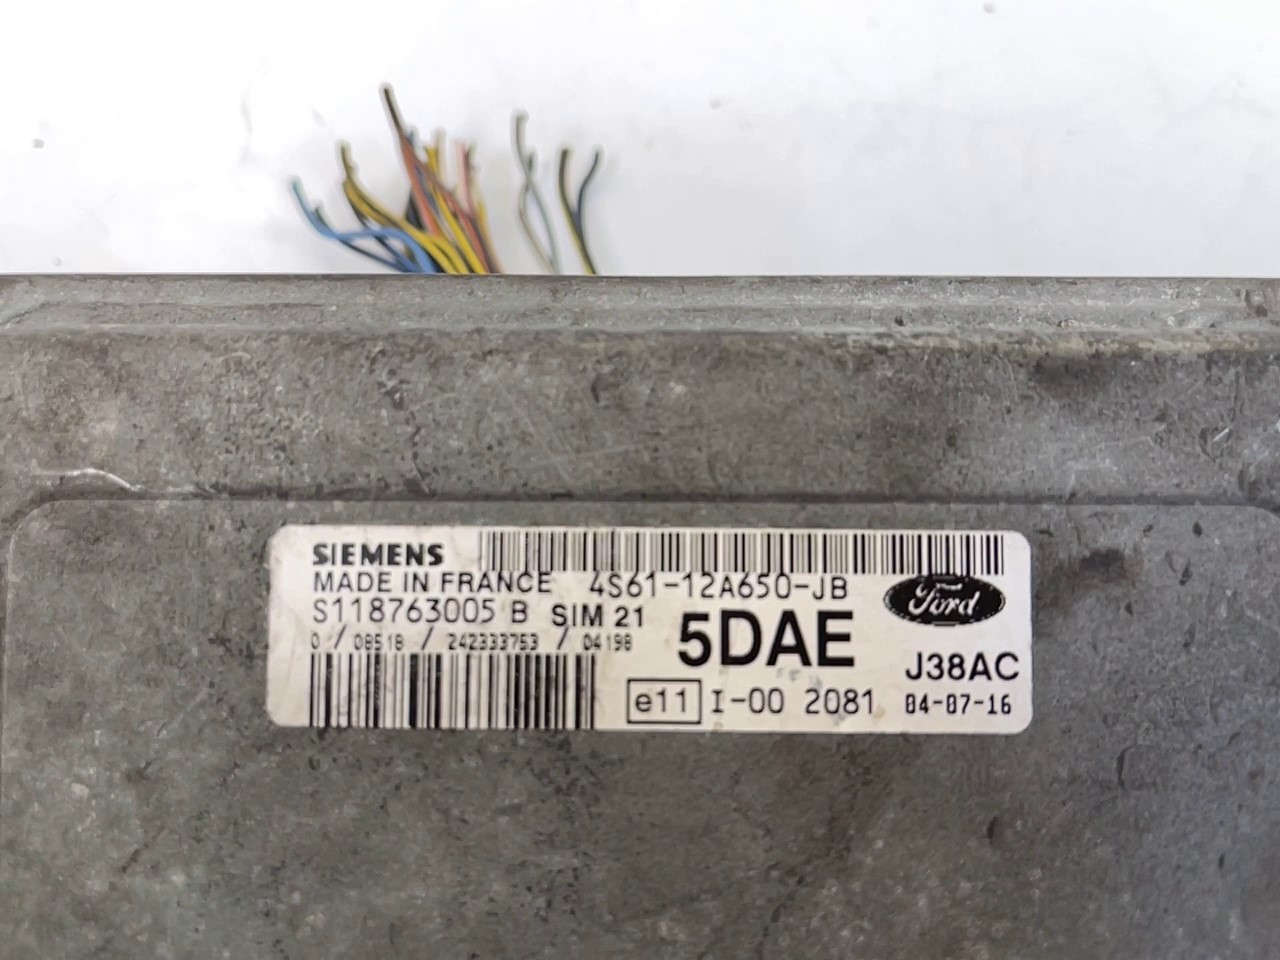 SIEMENS
MADE IN FRANCE 4S61-12A650-JB
Ford
S118763005 B SIM 21
0 / 08518 / 242333753 / 04198
5DAE
J38AC
e11 I-00 2081 04-07-16